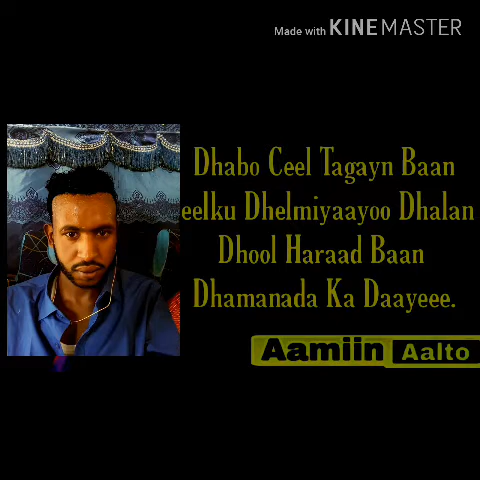 Made with KINEMASTER
Dhabo Ceel Tagayn Baan
eelku Dhelmiyaayoo Dhalan
Dhool Haraad Baan
Dhamanada Ka Daayeee.
Aamiin Aalto